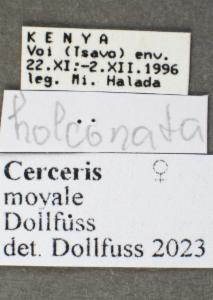 KENYA
Voi (Tsavo) env.
22.XI.-2.XII.1996
leg. Mi. Halada
holconata
Cerceris ♀
moyale
Dollfuss
det. Dollfuss 2023